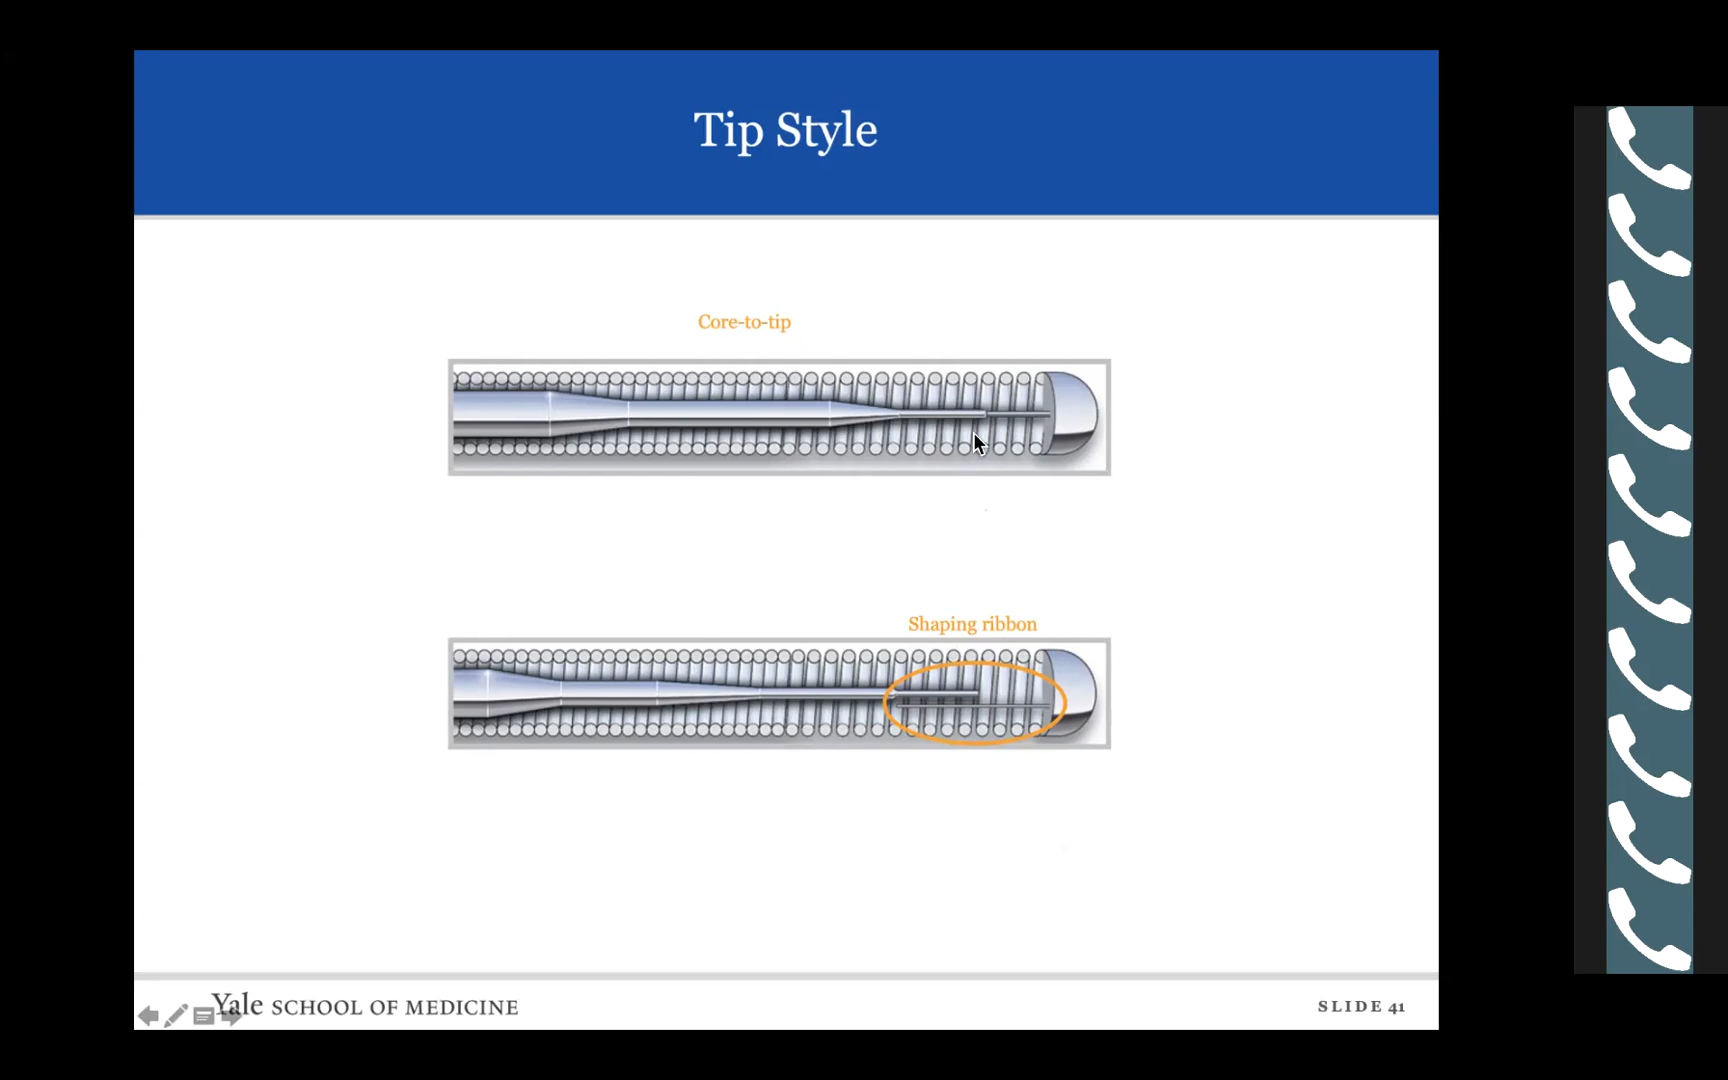 Tip Style
Core-to-tip
Shaping ribbon
Yale SCHOOL OF MEDICINE
SLIDE 41